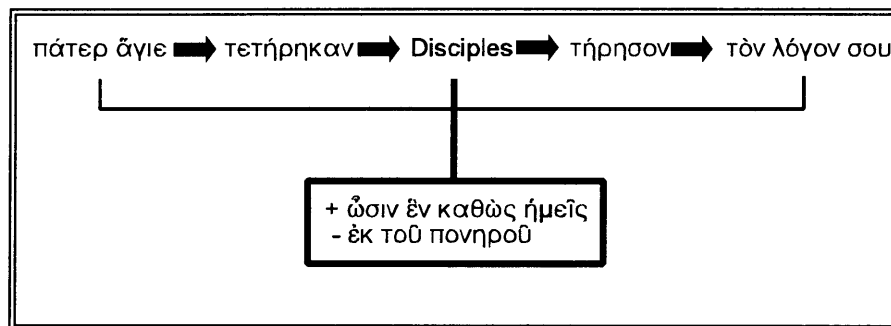 πάτερ ἅγιε ➡ τετήρηκαν ➡ Disciples ➡ τήρησον ➡ τὸν λόγον σου
+ ὦσιν ἓν καθὼς ἡμεῖς
- ἐκ τοῦ πονηροῦ